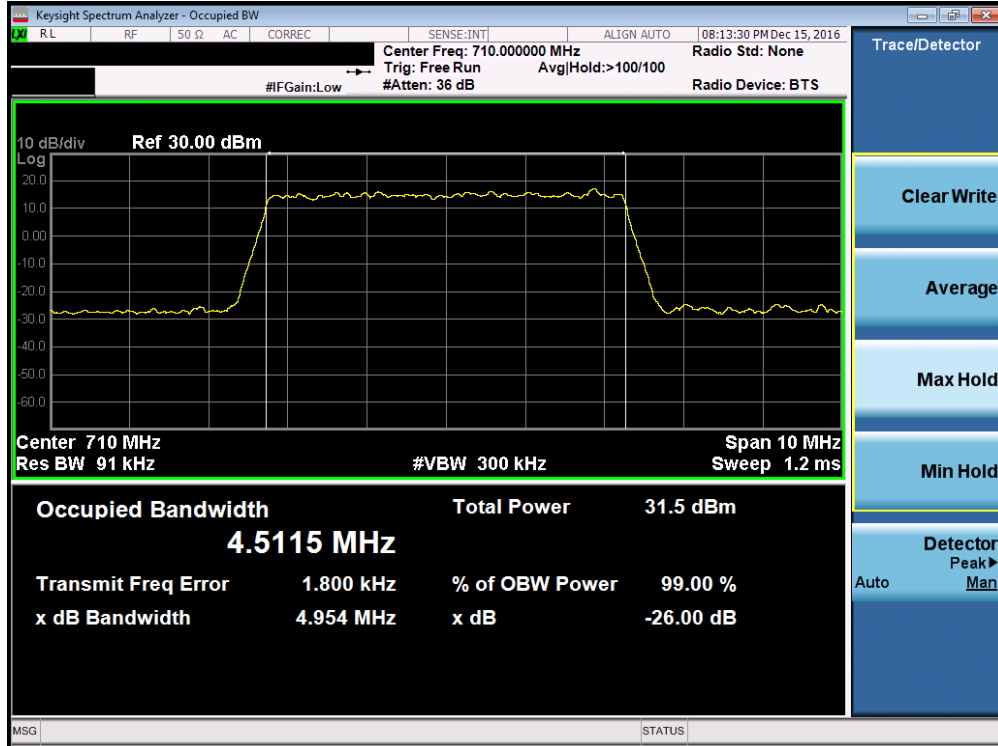 Keysight Spectrum Analyzer - Occupied BW
LXI RL RF 50 Ω AC CORREC SENSE:INT ALIGN AUTO 08:13:30 PM Dec 15, 2016
Center Freq: 710.000000 MHz Radio Std: None
Trig: Free Run Avg|Hold:>100/100
#IFGain:Low #Atten: 36 dB Radio Device: BTS
10 dB/div Ref 30.00 dBm
Log
20.0
10.0
0.00
-10.0
-20.0
-30.0
-40.0
-50.0
-60.0
Center 710 MHz Span 10 MHz
Res BW 91 kHz #VBW 300 kHz Sweep 1.2 ms
Occupied Bandwidth Total Power 31.5 dBm
4.5115 MHz
Transmit Freq Error 1.800 kHz % of OBW Power 99.00 %
x dB Bandwidth 4.954 MHz x dB -26.00 dB
MSG STATUS
Trace/Detector
Clear Write
Average
Max Hold
Min Hold
Detector
Peak▶
Auto Man